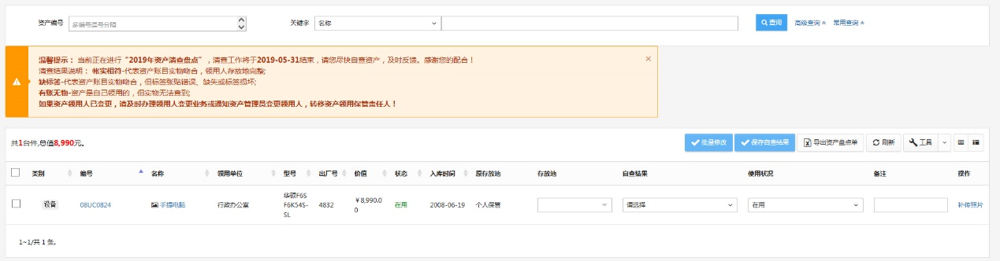 资产编号 多编号逗号分隔 关键字 名称 查询 高级查询 常用查询
温馨提示： 当前正在进行“2019年资产清查盘点”，清查工作将于2019-05-31结束，请您尽快自查资产，及时反馈。感谢您的配合！
清查结果说明： 帐实相符-代表资产账目实物吻合，领用人存放地完整;
缺标签-代表资产账目实物吻合，但标签张贴错误、缺失或标签损坏;
有账无物-资产是自己领用的，但实物无法查到;
如果资产领用人已变更，请及时办理领用人变更业务或通知资产管理员变更领用人，转移资产领用保管责任人！
共1台件,总值8,990元。 批量修改 保存自查结果 导出资产盘点单 刷新 工具
类别 编号 名称 领用单位 型号 出厂号 价值 状态 入库时间 原存放地 存放地 自查结果 使用状况 备注 操作
设备 08UC0824 手提电脑 行政办公室 华硕F6S F6K54S-SL 4832 ￥8,990.00 在用 2008-06-19 个人保管 请选择 在用 补传照片
1~1/共 1 条。